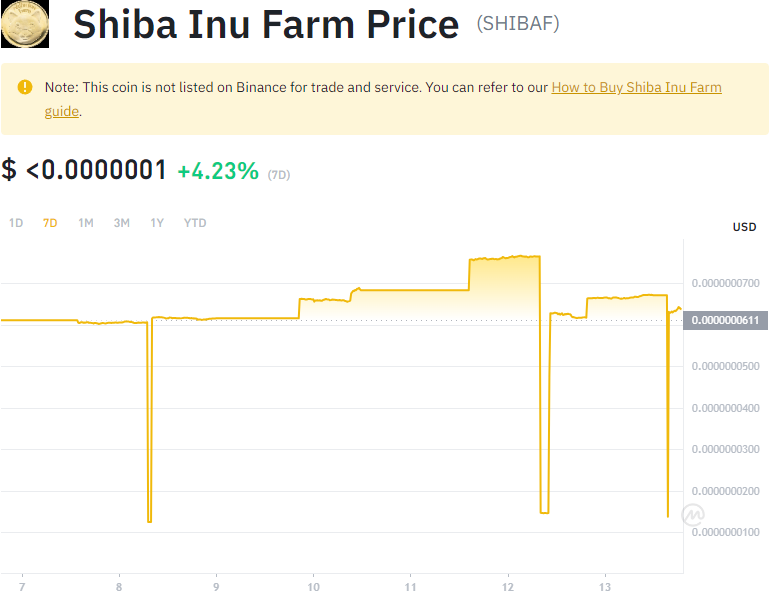 Shiba Inu Farm Price (SHIBAF)
Note: This coin is not listed on Binance for trade and service. You can refer to our How to Buy Shiba Inu Farm
guide.
$ <0.0000001 +4.23% (7D)
1D 7D 1M 3M 1Y YTD
USD
0.0000000700
0.0000000611
0.0000000500
0.0000000400
0.0000000300
0.0000000200
0.0000000100
7 8 9 10 11 12 13